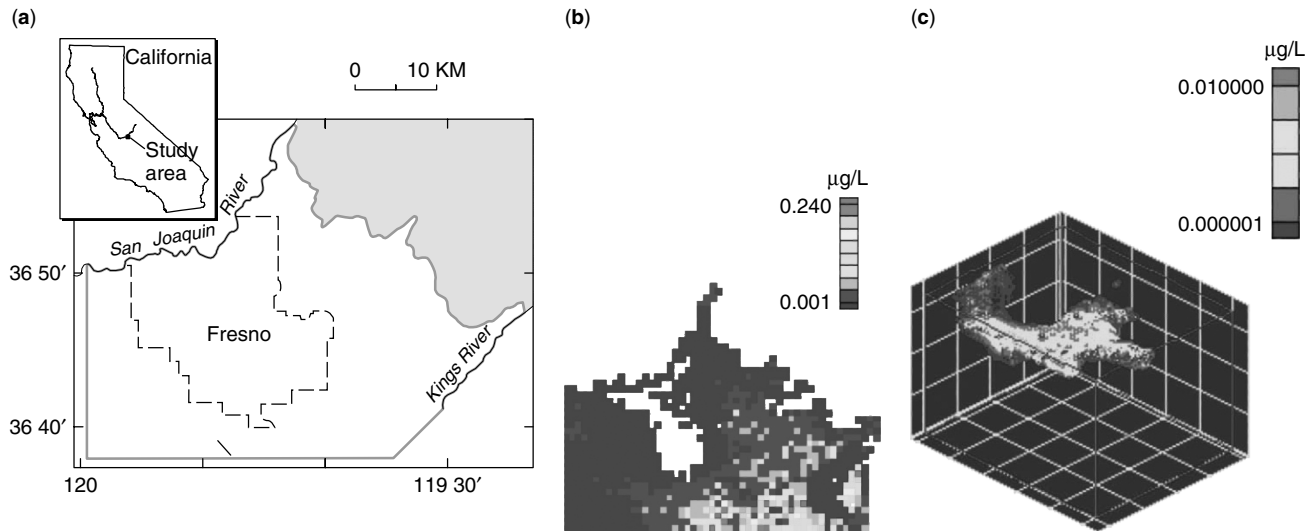 (a)
California
Study
area
0 10 KM
San Joaquin River
36 50′
Fresno
Kings River
36 40′
120
119 30′
(b)
µg/L
0.240
0.001
(c)
µg/L
0.010000
0.000001